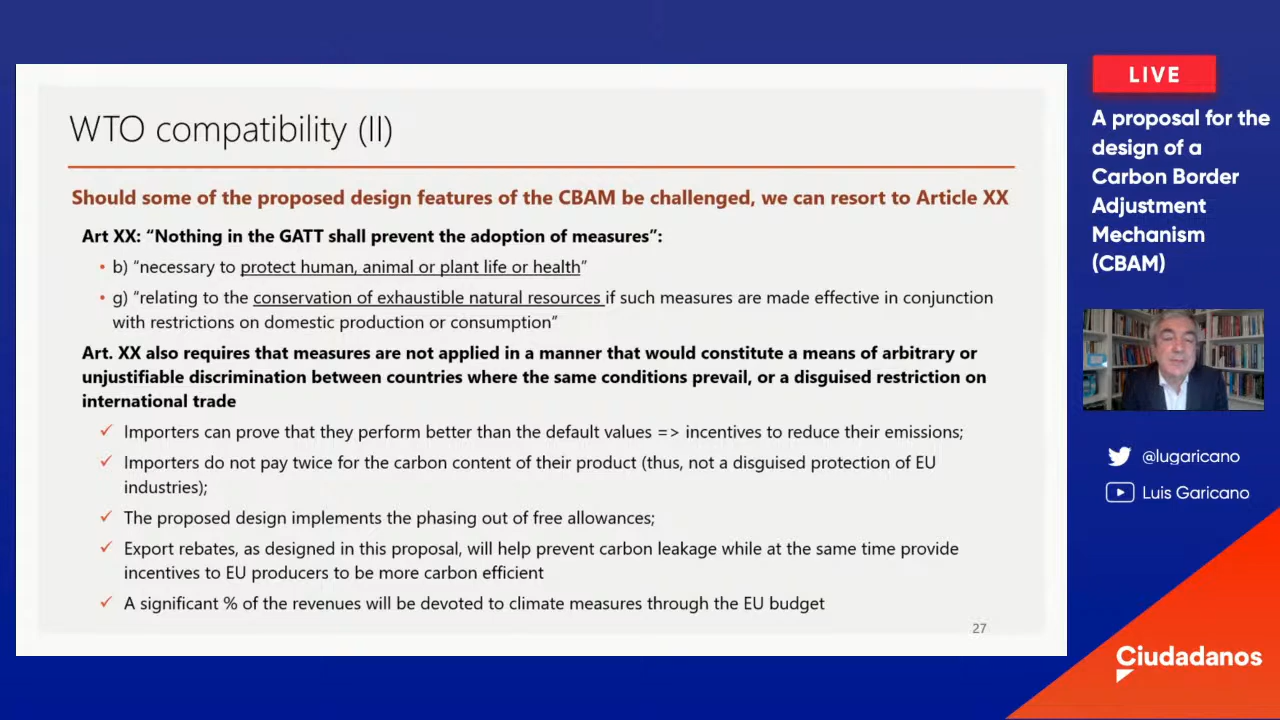 WTO compatibility (II)
Should some of the proposed design features of the CBAM be challenged, we can resort to Article XX
Art XX: “Nothing in the GATT shall prevent the adoption of measures”:
• b) “necessary to protect human, animal or plant life or health”
• g) “relating to the conservation of exhaustible natural resources if such measures are made effective in conjunction
with restrictions on domestic production or consumption”
Art. XX also requires that measures are not applied in a manner that would constitute a means of arbitrary or
unjustifiable discrimination between countries where the same conditions prevail, or a disguised restriction on
international trade
✓ Importers can prove that they perform better than the default values => incentives to reduce their emissions;
✓ Importers do not pay twice for the carbon content of their product (thus, not a disguised protection of EU
industries);
✓ The proposed design implements the phasing out of free allowances;
✓ Export rebates, as designed in this proposal, will help prevent carbon leakage while at the same time provide
incentives to EU producers to be more carbon efficient
✓ A significant % of the revenues will be devoted to climate measures through the EU budget
27
LIVE
A proposal for the
design of a
Carbon Border
Adjustment
Mechanism
(CBAM)
@lugaricano
Luis Garicano
Ciudadanos